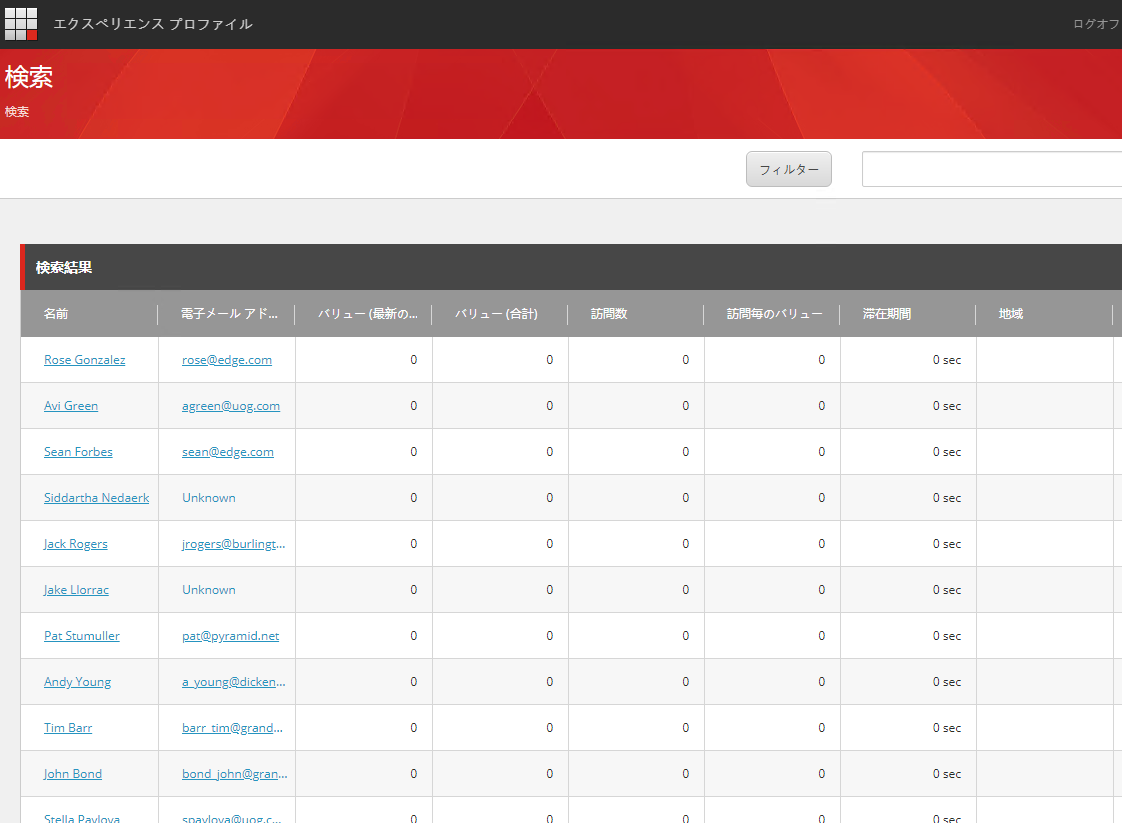 エクスペリエンス プロファイル ログオフ
検索
検索
フィルター
検索結果
名前 電子メール アド... バリュー (最新の... バリュー (合計) 訪問数 訪問毎のバリュー 滞在期間 地域
Rose Gonzalez rose@edge.com 0 0 0 0 0 sec
Avi Green agreen@uog.com 0 0 0 0 0 sec
Sean Forbes sean@edge.com 0 0 0 0 0 sec
Siddartha Nedaerk Unknown 0 0 0 0 0 sec
Jack Rogers jrogers@burlingt... 0 0 0 0 0 sec
Jake Llorrac Unknown 0 0 0 0 0 sec
Pat Stumuller pat@pyramid.net 0 0 0 0 0 sec
Andy Young a_young@dicken... 0 0 0 0 0 sec
Tim Barr barr_tim@grand... 0 0 0 0 0 sec
John Bond bond_john@gran... 0 0 0 0 0 sec
Stella Pavlova spavlova@uog.c... 0 0 0 0 0 sec